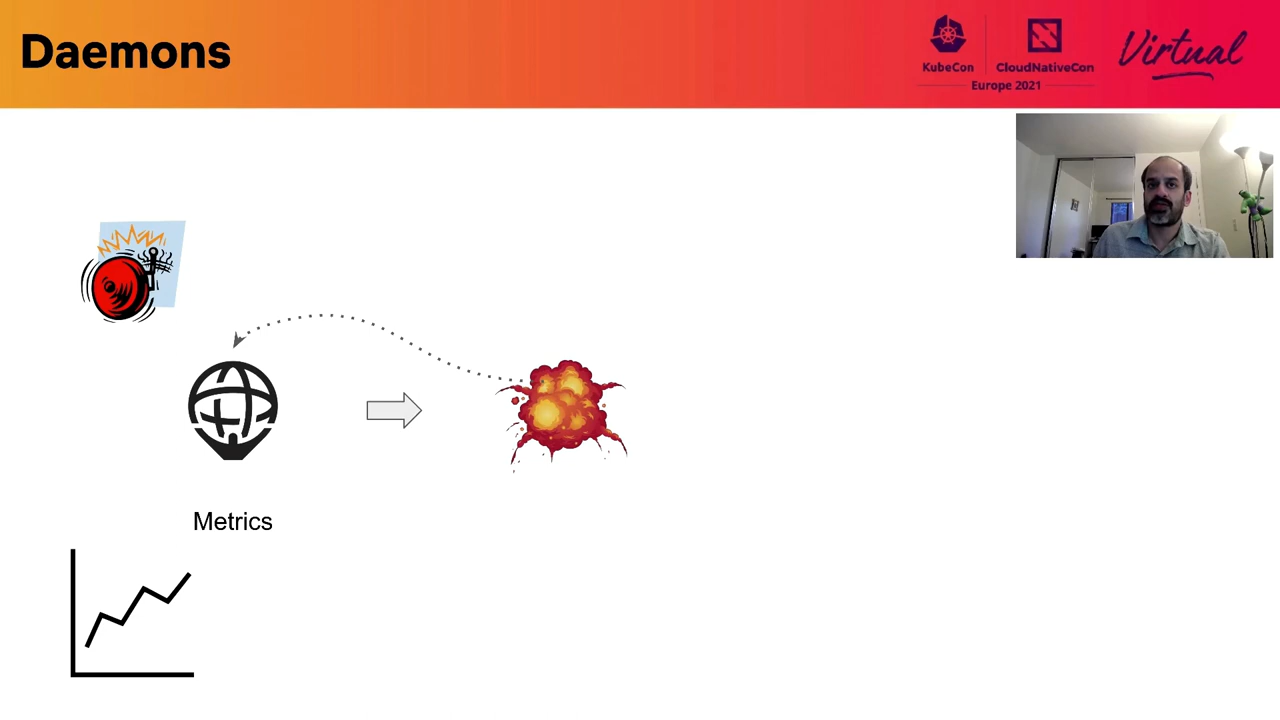 Daemons
KubeCon
CloudNativeCon
Europe 2021
Virtual
Metrics